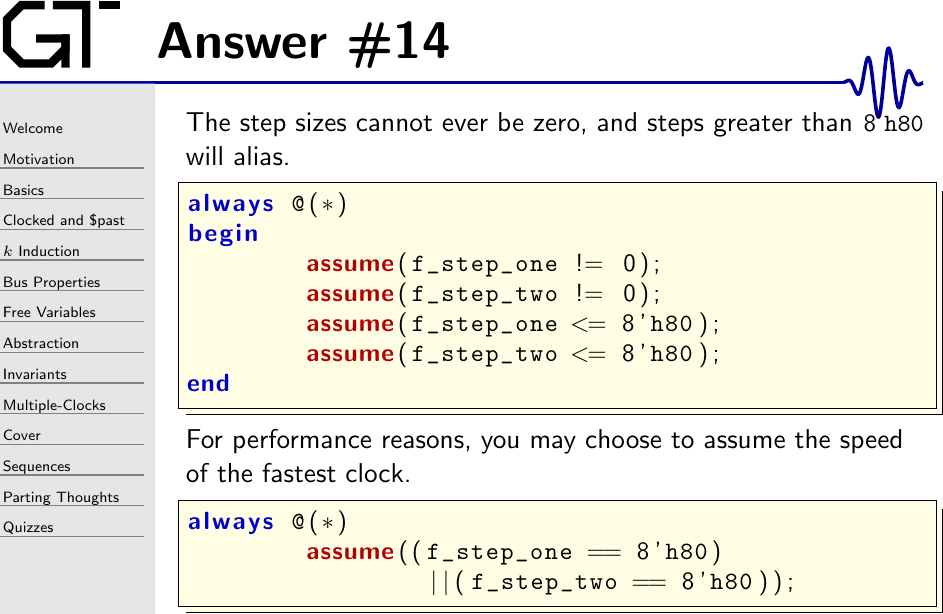 GT
Answer #14
Welcome
Motivation
Basics
Clocked and $past
k Induction
Bus Properties
Free Variables
Abstraction
Invariants
Multiple-Clocks
Cover
Sequences
Parting Thoughts
Quizzes
The step sizes cannot ever be zero, and steps greater than 8'h80
will alias.
always @(*)
begin
assume(f_step_one != 0);
assume(f_step_two != 0);
assume(f_step_one <= 8'h80);
assume(f_step_two <= 8'h80);
end
For performance reasons, you may choose to assume the speed
of the fastest clock.
always @(*)
assume((f_step_one == 8'h80)
||(f_step_two == 8'h80));